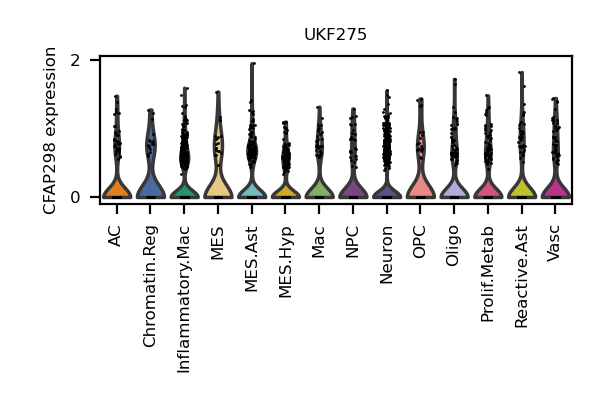 UKF275
CFAP298 expression
2
0
AC
Chromatin.Reg
Inflammatory.Mac
MES
MES.Ast
MES.Hyp
Mac
NPC
Neuron
OPC
Oligo
Prolif.Metab
Reactive.Ast
Vasc